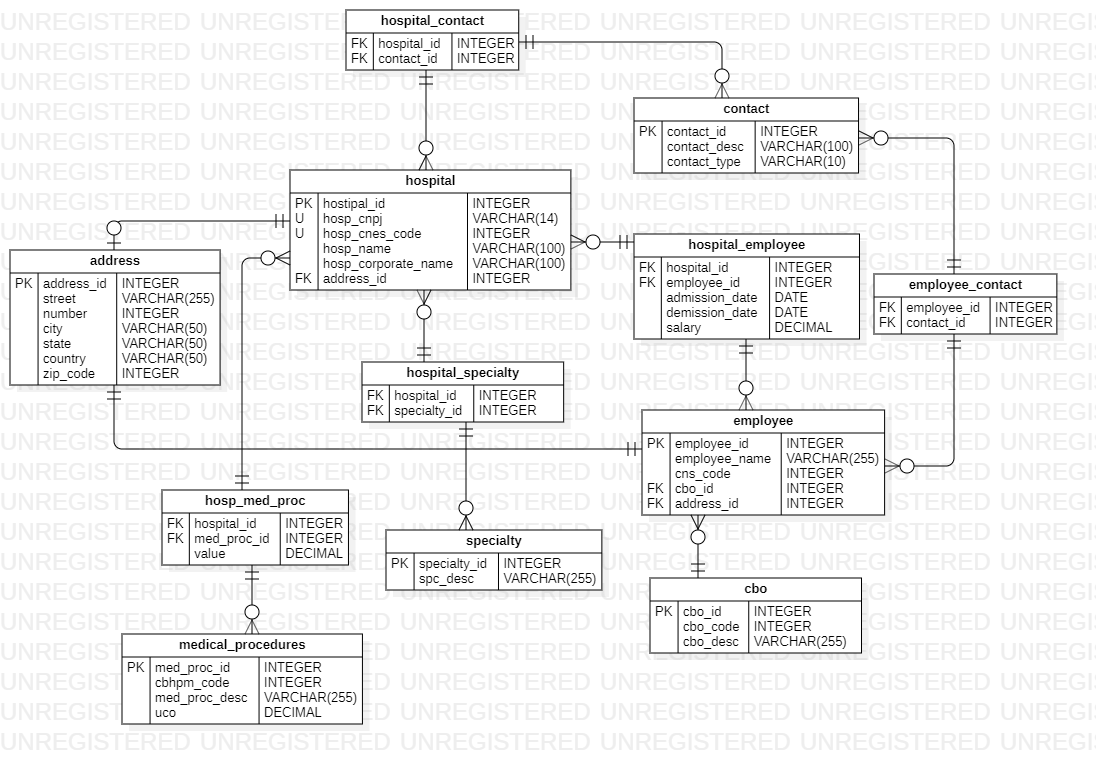 hospital_contact
FK hospital_id INTEGER
FK contact_id INTEGER
contact
PK contact_id INTEGER
contact_desc VARCHAR(100)
contact_type VARCHAR(10)
hospital
PK hostipal_id INTEGER
U hosp_cnpj VARCHAR(14)
U hosp_cnes_code INTEGER
hosp_name VARCHAR(100)
hosp_corporate_name VARCHAR(100)
FK address_id INTEGER
hospital_employee
FK hospital_id INTEGER
FK employee_id INTEGER
admission_date DATE
demission_date DATE
salary DECIMAL
address
PK address_id INTEGER
street VARCHAR(255)
number INTEGER
city VARCHAR(50)
state VARCHAR(50)
country VARCHAR(50)
zip_code INTEGER
employee_contact
FK employee_id INTEGER
FK contact_id INTEGER
hospital_specialty
FK hospital_id INTEGER
FK specialty_id INTEGER
employee
PK employee_id INTEGER
employee_name VARCHAR(255)
cns_code INTEGER
FK cbo_id INTEGER
FK address_id INTEGER
hosp_med_proc
FK hospital_id INTEGER
FK med_proc_id INTEGER
value DECIMAL
specialty
PK specialty_id INTEGER
spc_desc VARCHAR(255)
cbo
PK cbo_id INTEGER
cbo_code INTEGER
cbo_desc VARCHAR(255)
medical_procedures
PK med_proc_id INTEGER
cbhpm_code INTEGER
med_proc_desc VARCHAR(255)
uco DECIMAL
UNREGISTERED UNREGISTERED UNREGISTERED UNREGISTERED UNREGISTERED